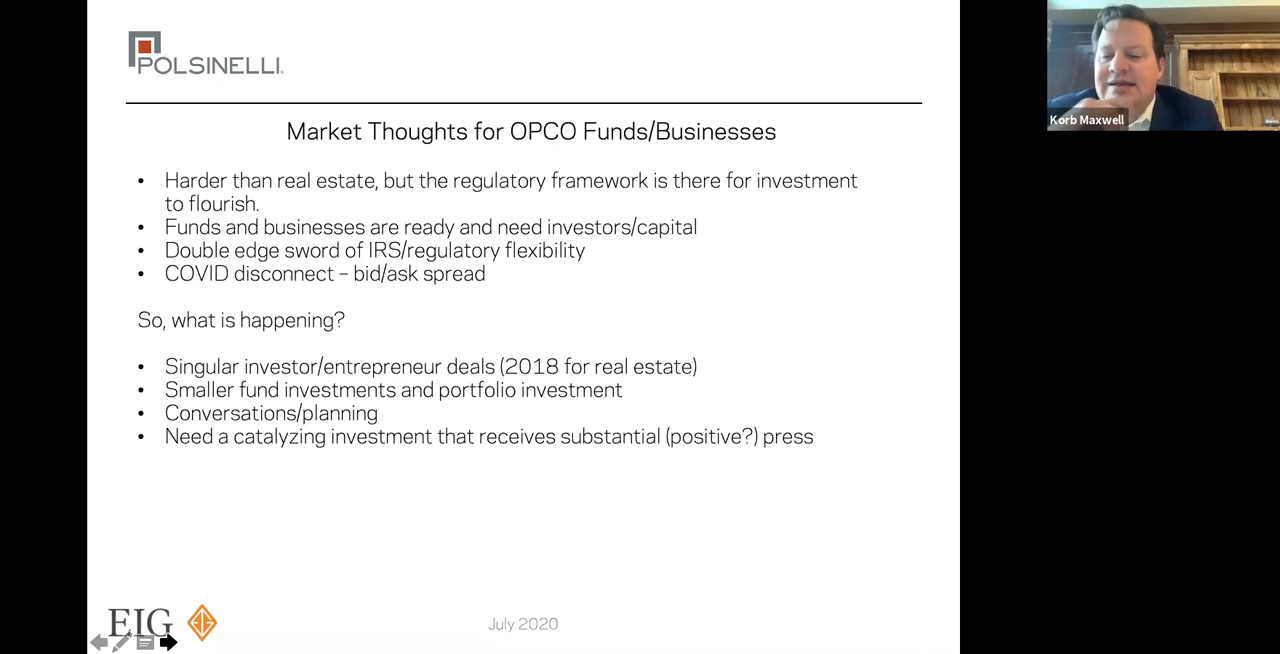 POLSINELLI
Korb Maxwell
Market Thoughts for OPCO Funds/Businesses
• Harder than real estate, but the regulatory framework is there for investment
to flourish.
• Funds and businesses are ready and need investors/capital
• Double edge sword of IRS/regulatory flexibility
• COVID disconnect – bid/ask spread
So, what is happening?
• Singular investor/entrepreneur deals (2018 for real estate)
• Smaller fund investments and portfolio investment
• Conversations/planning
• Need a catalyzing investment that receives substantial (positive?) press
EIG
July 2020